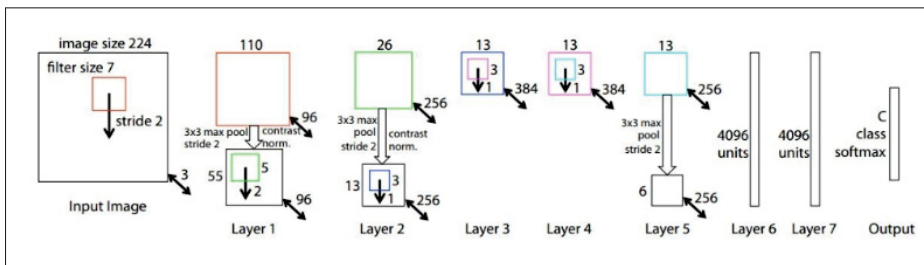 image size 224
filter size 7
stride 2
3
Input Image
110
96
3x3 max
pool
stride 2
contrast
norm.
55
5
2
96
Layer 1
26
256
3x3 max
pool
stride 2
contrast
norm.
13
3
1
256
Layer 2
13
3
1
384
Layer 3
13
3
1
384
Layer 4
13
256
3x3 max
pool
stride 2
6
256
Layer 5
4096
units
Layer 6
4096
units
Layer 7
C
class
softmax
Output